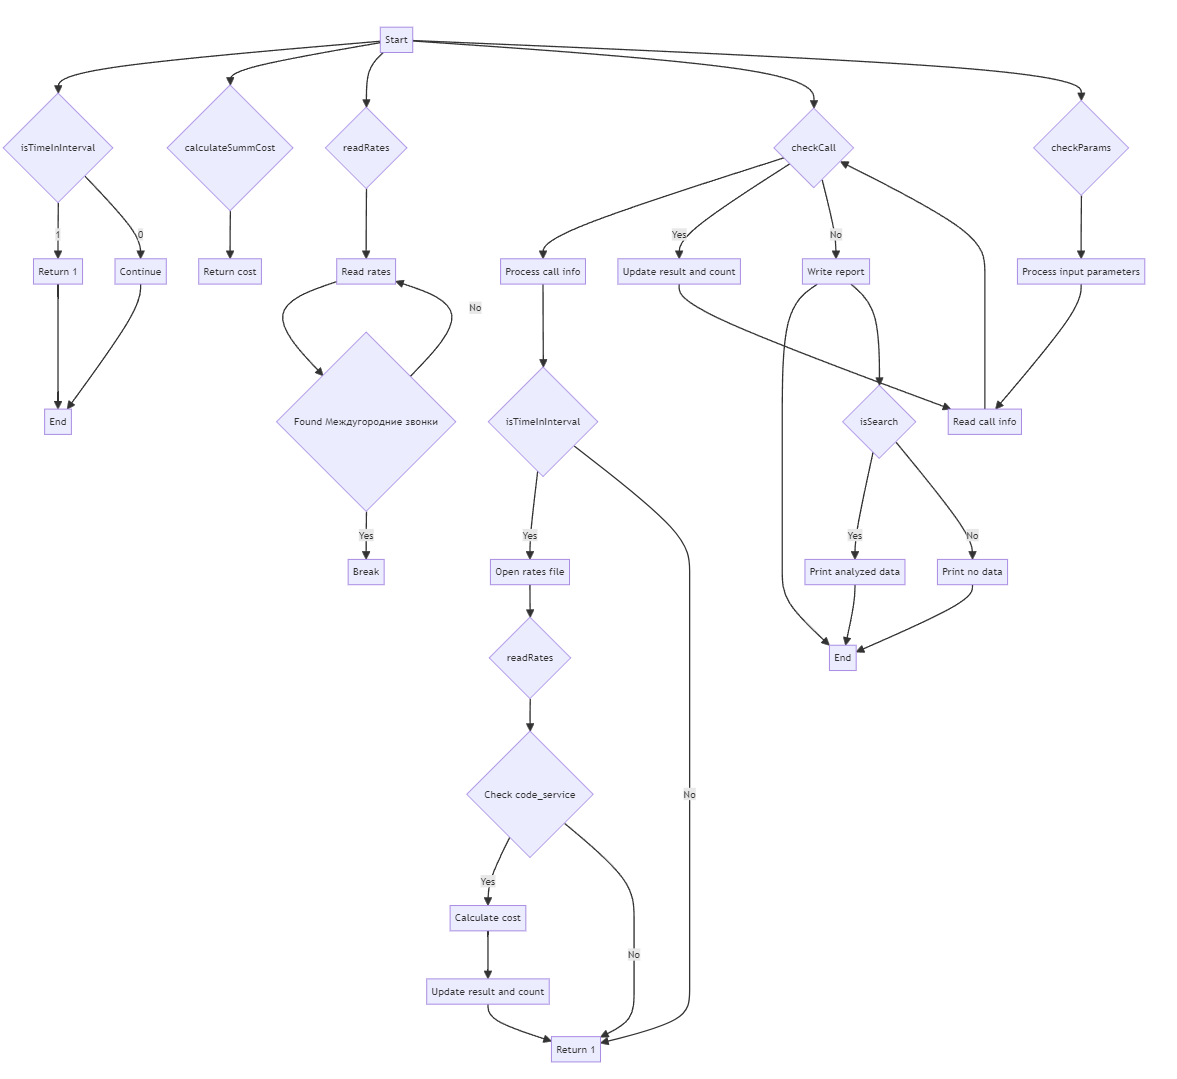 Start
isTimeInInterval
calculateSummCost
readRates
checkCall
checkParams
1
0
Yes
No
Return 1
Continue
Return cost
Read rates
Process call info
Update result and count
Write report
Process input parameters
No
End
Found Междугородние звонки
isTimeInInterval
isSearch
Read call info
Yes
Yes
Yes
No
Break
Open rates file
Print analyzed data
Print no data
readRates
End
Check code_service
No
Yes
Calculate cost
No
Update result and count
Return 1